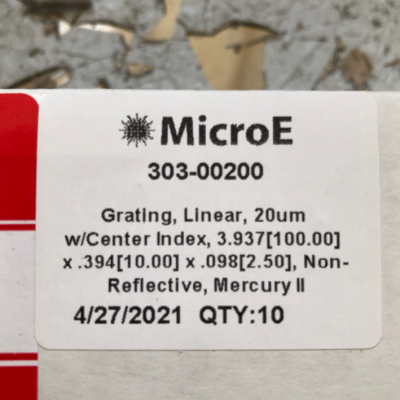 MicroE
303-00200
Grating, Linear, 20um
w/Center Index, 3.937[100.00]
x .394[10.00] x .098[2.50], Non-
Reflective, Mercury II
4/27/2021 QTY:10